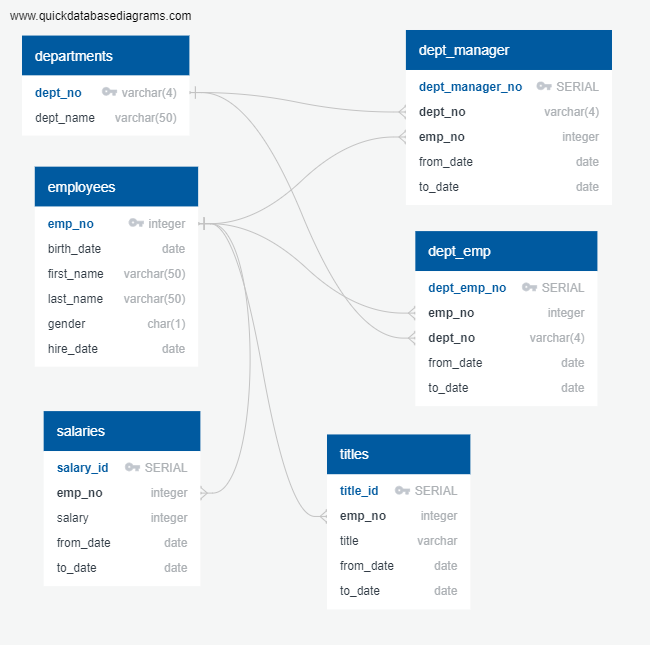 www.quickdatabasediagrams.com
departments
dept_no varchar(4)
dept_name varchar(50)
employees
emp_no integer
birth_date date
first_name varchar(50)
last_name varchar(50)
gender char(1)
hire_date date
salaries
salary_id SERIAL
emp_no integer
salary integer
from_date date
to_date date
dept_manager
dept_manager_no SERIAL
dept_no varchar(4)
emp_no integer
from_date date
to_date date
dept_emp
dept_emp_no SERIAL
emp_no integer
dept_no varchar(4)
from_date date
to_date date
titles
title_id SERIAL
emp_no integer
title varchar
from_date date
to_date date